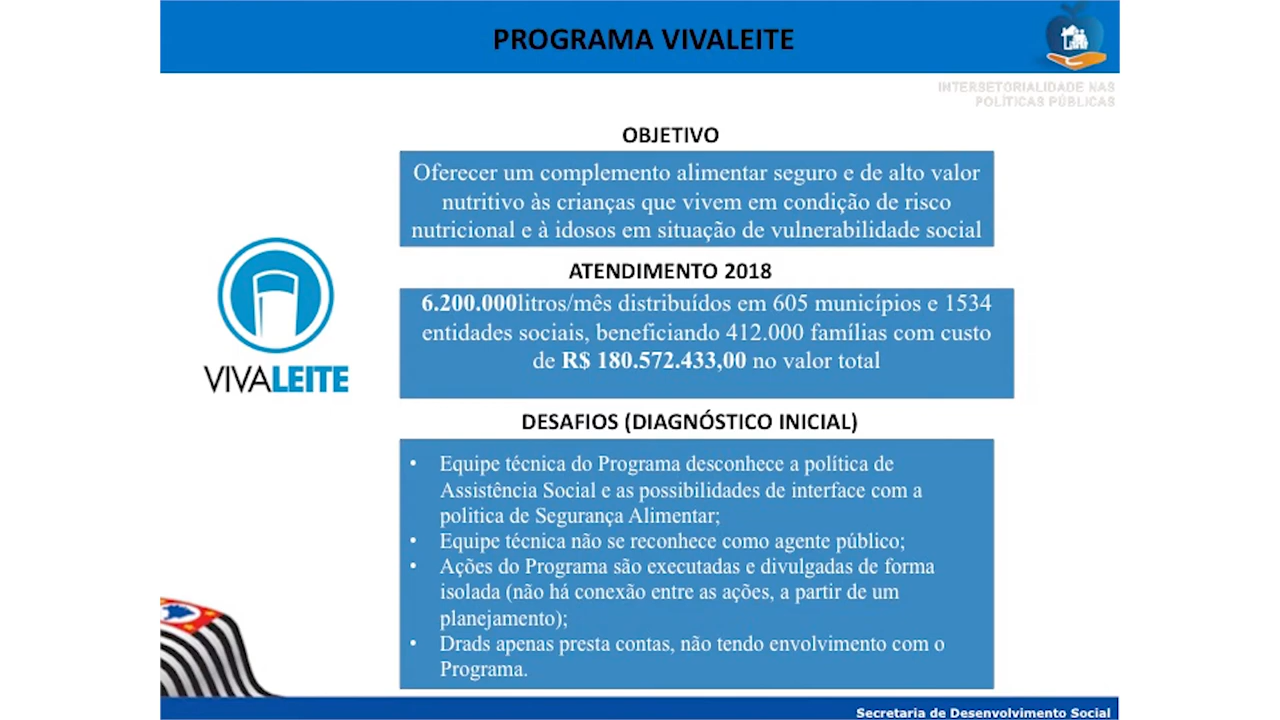 PROGRAMA VIVALEITE
INTERSETORIALIDADE NAS
POLÍTICAS PÚBLICAS
OBJETIVO
Oferecer um complemento alimentar seguro e de alto valor
nutritivo às crianças que vivem em condição de risco
nutricional e à idosos em situação de vulnerabilidade social
ATENDIMENTO 2018
6.200.000litros/mês distribuídos em 605 municípios e 1534
entidades sociais, beneficiando 412.000 famílias com custo
de R$ 180.572.433,00 no valor total
VIVALEITE
DESAFIOS (DIAGNÓSTICO INICIAL)
• Equipe técnica do Programa desconhece a política de
Assistência Social e as possibilidades de interface com a
politica de Segurança Alimentar;
• Equipe técnica não se reconhece como agente público;
• Ações do Programa são executadas e divulgadas de forma
isolada (não há conexão entre as ações, a partir de um
planejamento);
• Drads apenas presta contas, não tendo envolvimento com o
Programa.
Secretaria de Desenvolvimento Social